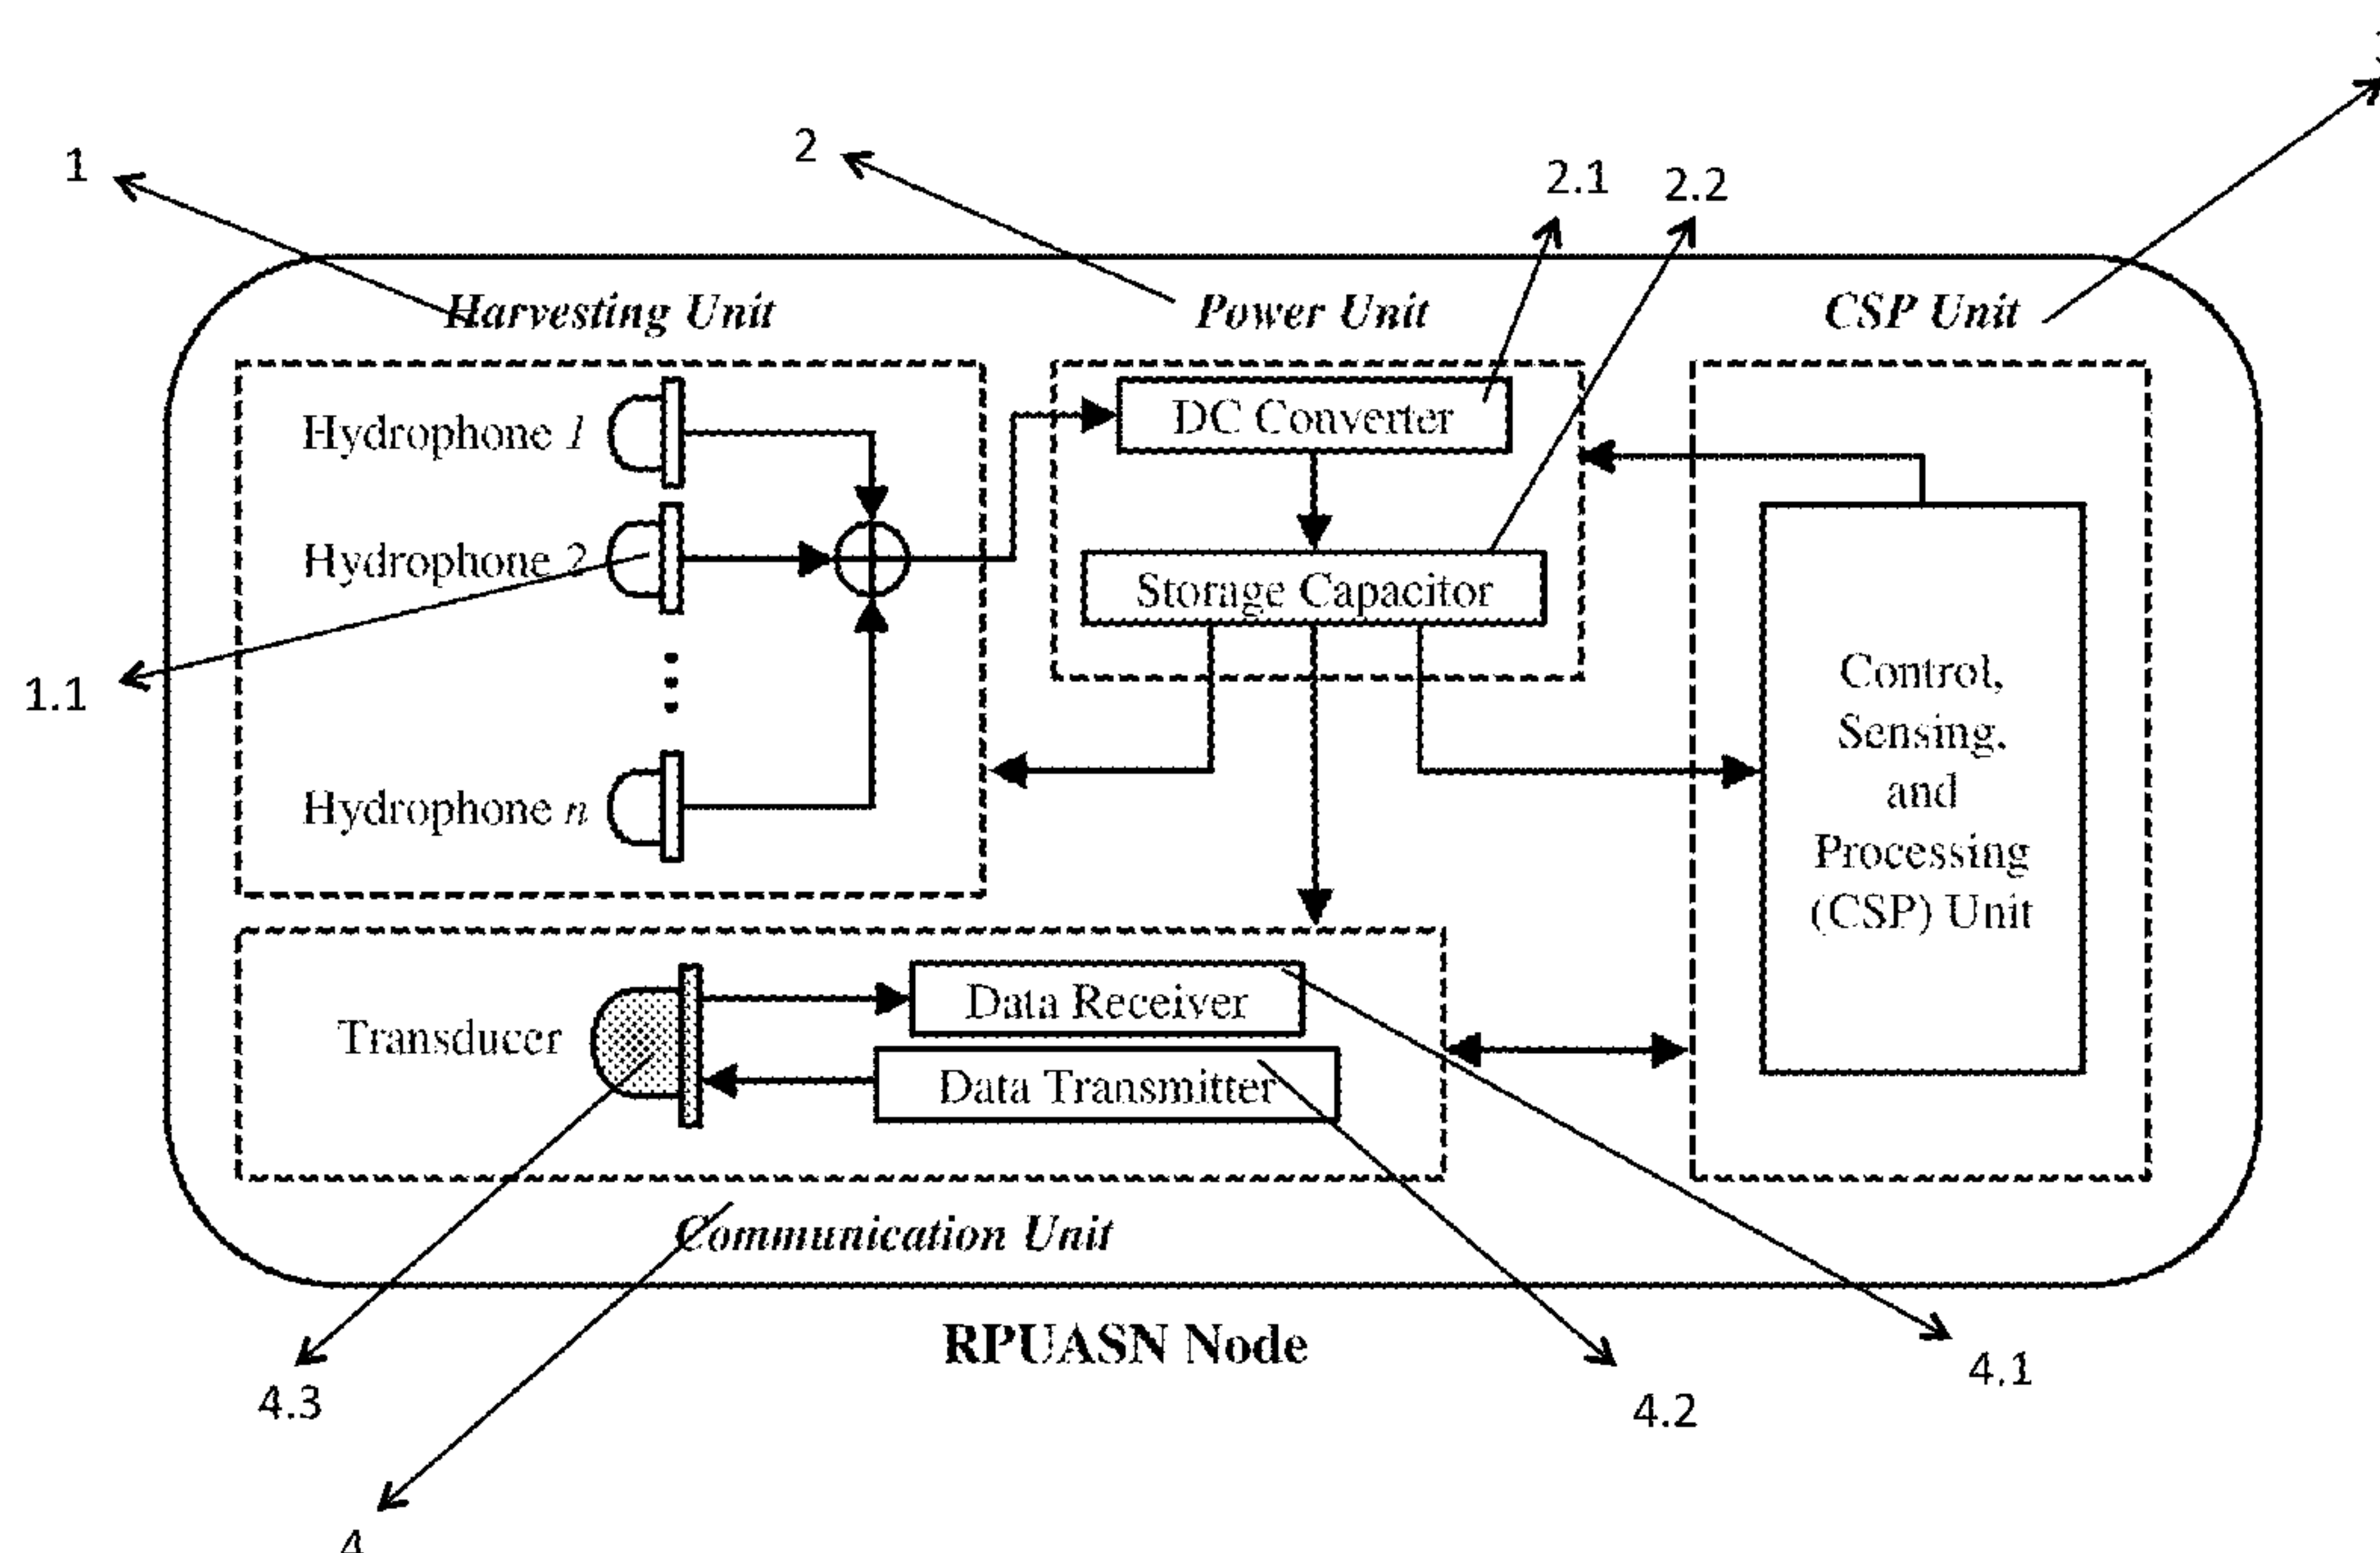 1
2
2.1
2.2
Harvesting Unit
Power Unit
CSP Unit
Hydrophone 1
DC Converter
Hydrophone 2
Storage Capacitor
1.1
Control,
Sensing,
and
Processing
(CSP) Unit
Hydrophone n
Data Receiver
Transducer
Data Transmitter
Communication Unit
RPUASN Node
4.3
4.2
4.1
4